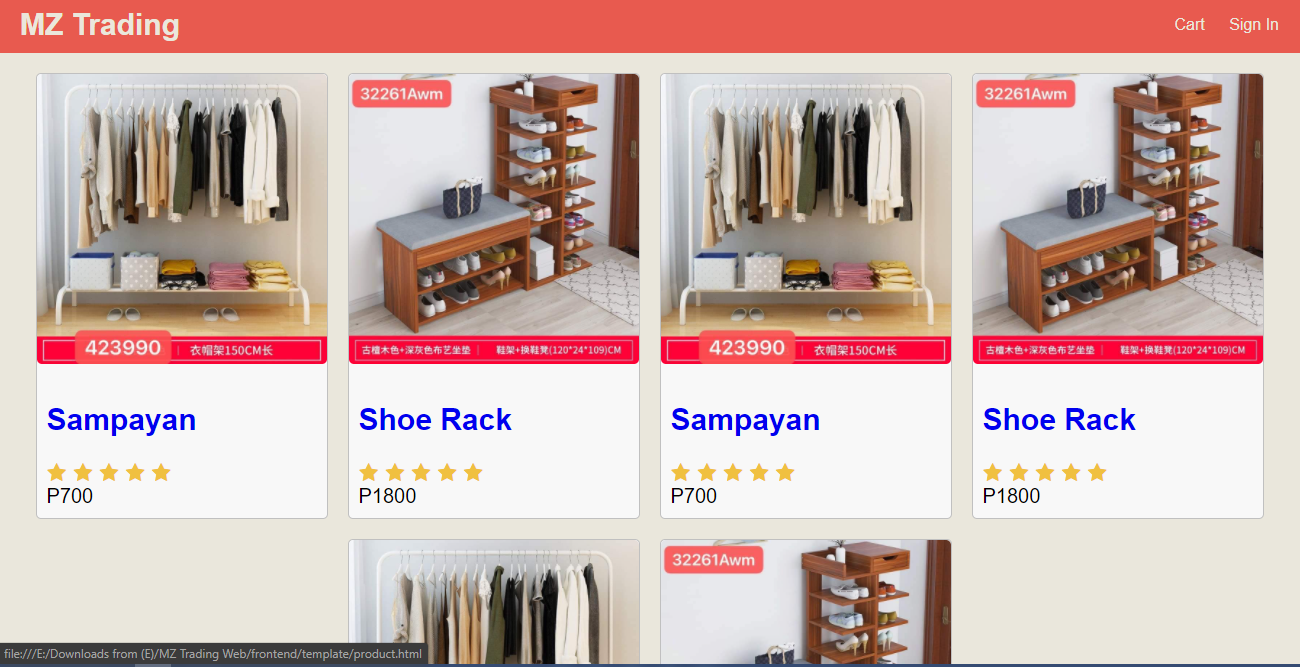 MZ Trading
Cart Sign In
423990 衣帽架150CM长
Sampayan
P700
32261Awm
古檀木色+深灰色布艺坐垫 鞋架+换鞋凳(120*24*109)CM
Shoe Rack
P1800
423990 衣帽架150CM长
Sampayan
P700
32261Awm
古檀木色+深灰色布艺坐垫 鞋架+换鞋凳(120*24*109)CM
Shoe Rack
P1800
32261Awm
file:///E:/Downloads from (E)/MZ Trading Web/frontend/template/product.html